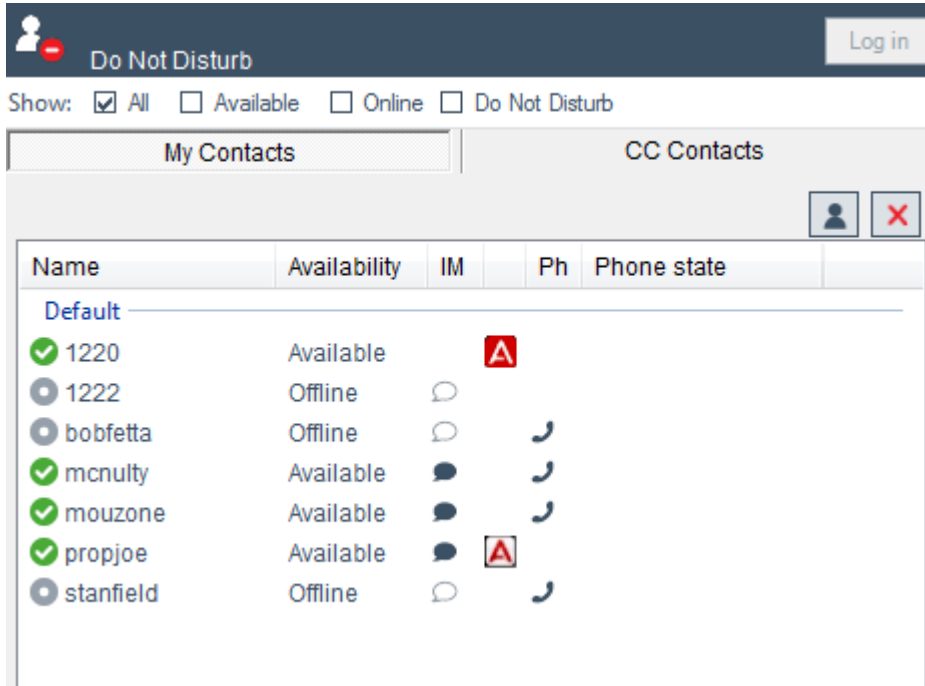 Do Not Disturb Log in
Show: All Available Online Do Not Disturb
My Contacts CC Contacts
Name Availability IM Ph Phone state
Default
1220 Available A
1222 Offline
bobfetta Offline
mcnulty Available
mouzone Available
propjoe Available A
stanfield Offline